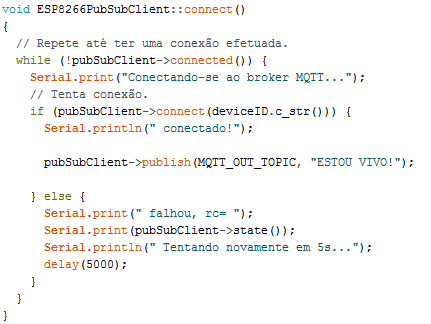 void ESP8266PubSubClient::connect()
{
  // Repete até ter uma conexão efetuada.
  while (!pubSubClient->connected()) {
    Serial.print("Conectando-se ao broker MQTT...");
    // Tenta conexão.
    if (pubSubClient->connect(deviceID.c_str())) {
      Serial.println(" conectado!");

      pubSubClient->publish(MQTT_OUT_TOPIC, "ESTOU VIVO!");

    } else {
      Serial.print(" falhou, rc= ");
      Serial.print(pubSubClient->state());
      Serial.println(" Tentando novamente em 5s...");
      delay(5000);
    }
  }
}